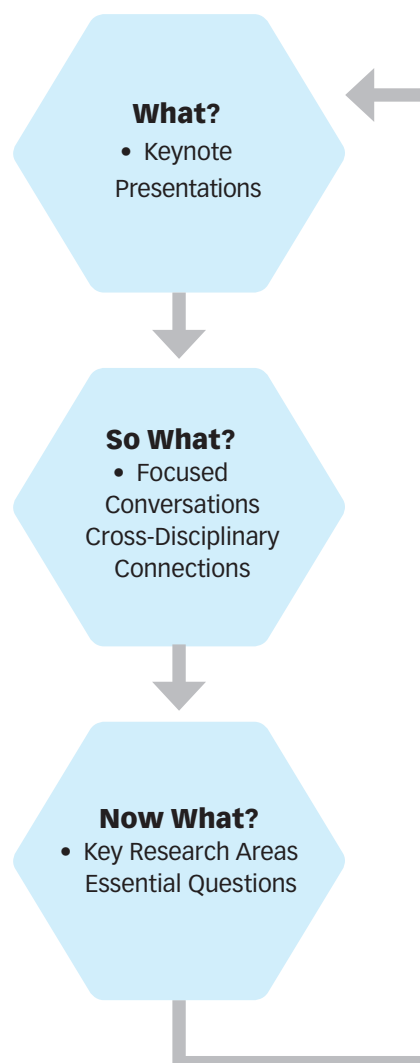 What?
• Keynote
Presentations
So What?
• Focused
Conversations
Cross-Disciplinary
Connections
Now What?
• Key Research Areas
Essential Questions